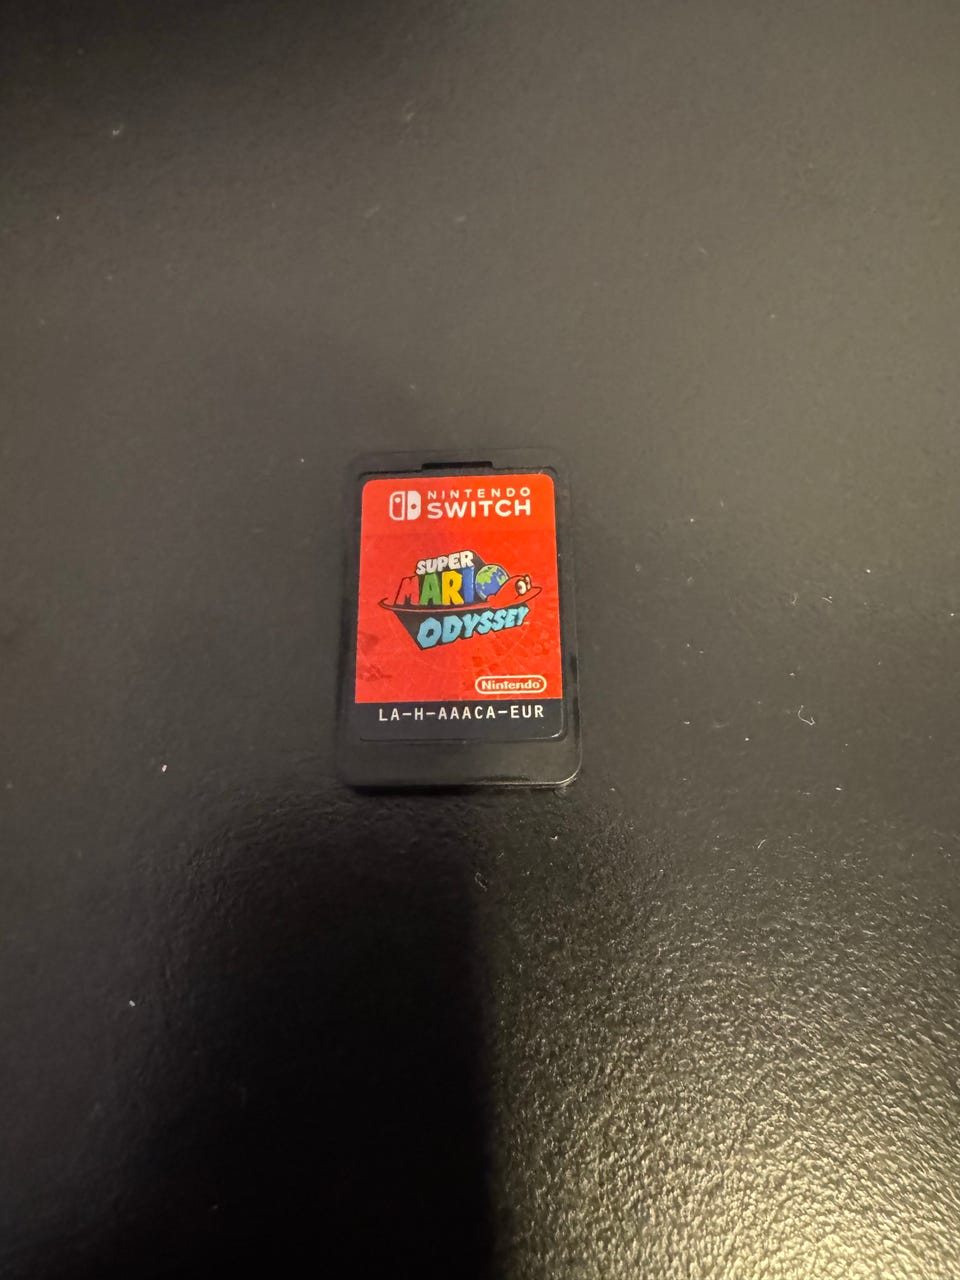 NINTENDO
SWITCH
SUPER
MARIO
ODYSSEY
Nintendo
LA-H-AAACA-EUR